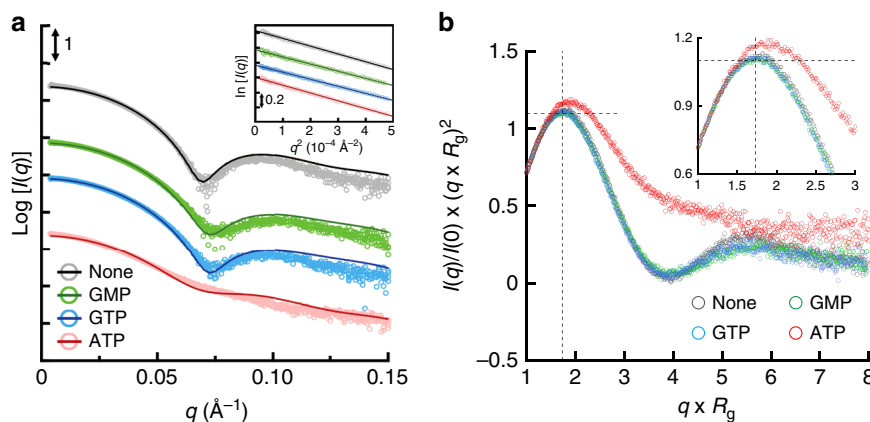 a
1
Log [I(q)]
None
GMP
GTP
ATP
0
0.05
0.10
0.15
q (Å⁻¹)
ln [I(q)]
0.2
0 1 2 3 4 5
q² (10⁻⁴ Å⁻²)
b
I(q)/I(0) x (q x Rg)²
1.5
1
0.5
0
−0.5
1 2 3 4 5 6 7 8
q x Rg
None
GMP
GTP
ATP
1.2
0.9
0.6
1 1.5 2 2.5 3